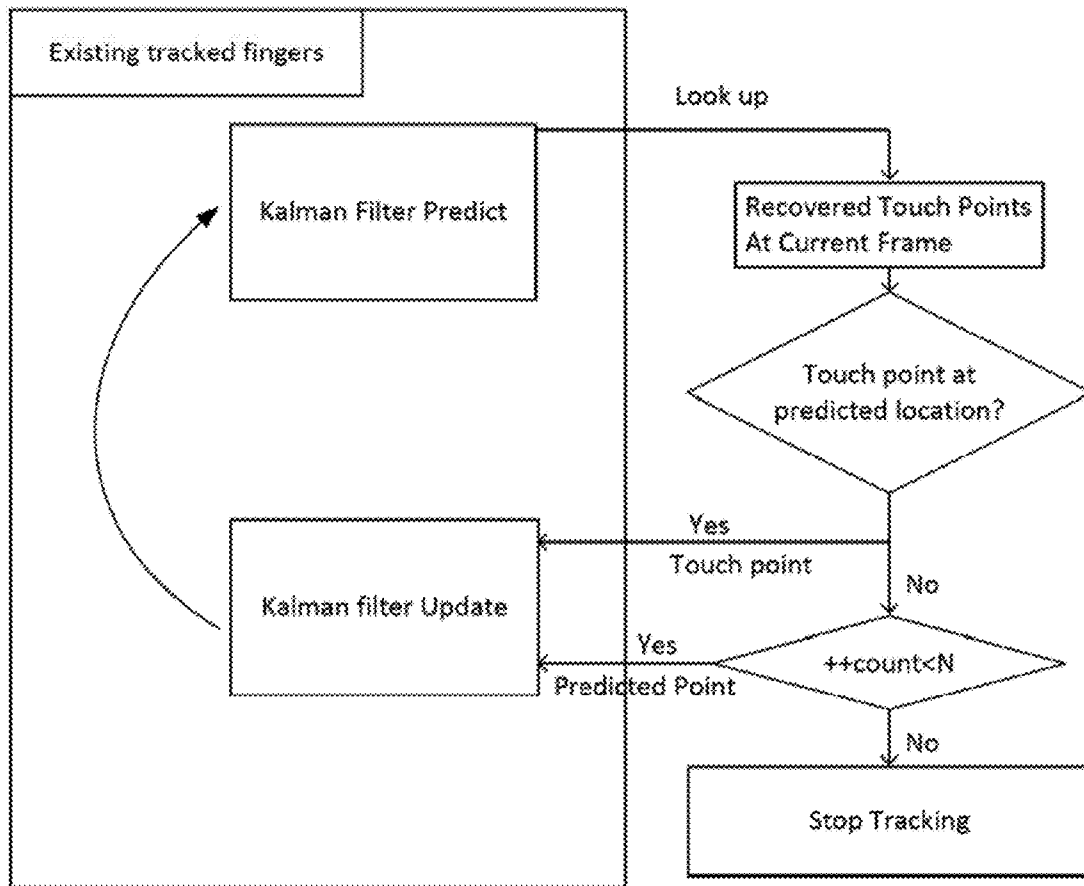 Existing tracked fingers
Look up
Kalman Filter Predict
Recovered Touch Points
At Current Frame
Touch point at
predicted location?
Yes
Touch point
No
Kalman filter Update
Yes
Predicted Point
++count<N
No
Stop Tracking